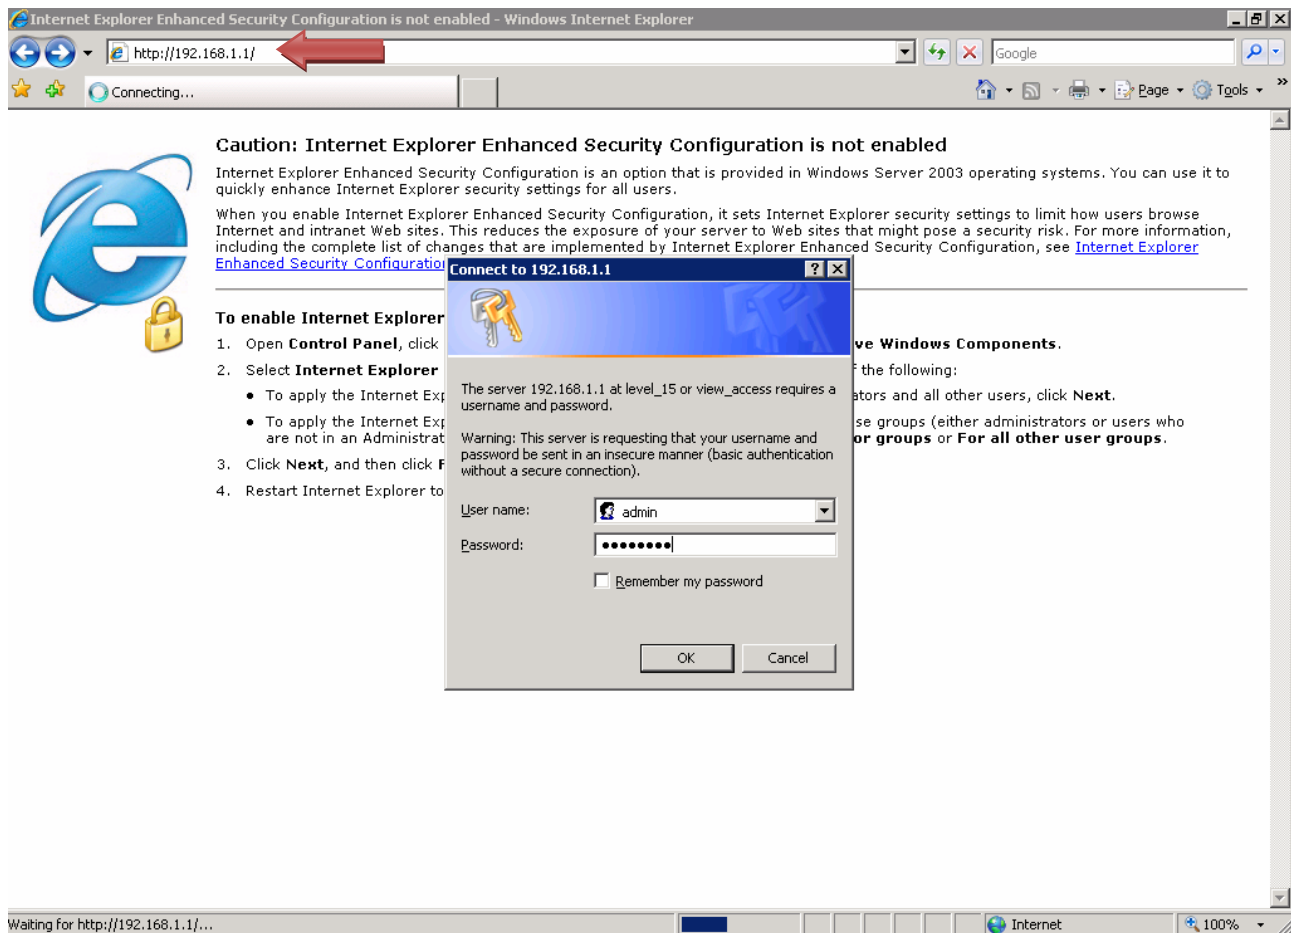 Internet Explorer Enhanced Security Configuration is not enabled - Windows Internet Explorer
http://192.168.1.1/
Google
Connecting...
Page
Tools
»
Caution: Internet Explorer Enhanced Security Configuration is not enabled
Internet Explorer Enhanced Security Configuration is an option that is provided in Windows Server 2003 operating systems. You can use it to
quickly enhance Internet Explorer security settings for all users.
When you enable Internet Explorer Enhanced Security Configuration, it sets Internet Explorer security settings to limit how users browse
Internet and intranet Web sites. This reduces the exposure of your server to Web sites that might pose a security risk. For more information,
including the complete list of changes that are implemented by Internet Explorer Enhanced Security Configuration, see Internet Explorer
Enhanced Security Configuratio
To enable Internet Explorer
1. Open Control Panel, click
ve Windows Components.
2. Select Internet Explorer
f the following:
• To apply the Internet Exp
ators and all other users, click Next.
• To apply the Internet Exp
se groups (either administrators or users who
are not in an Administrat
or groups or For all other user groups.
3. Click Next, and then click F
4. Restart Internet Explorer to
Connect to 192.168.1.1
The server 192.168.1.1 at level_15 or view_access requires a
username and password.
Warning: This server is requesting that your username and
password be sent in an insecure manner (basic authentication
without a secure connection).
User name:
admin
Password:
••••••••
Remember my password
OK
Cancel
Waiting for http://192.168.1.1/...
Internet
100%